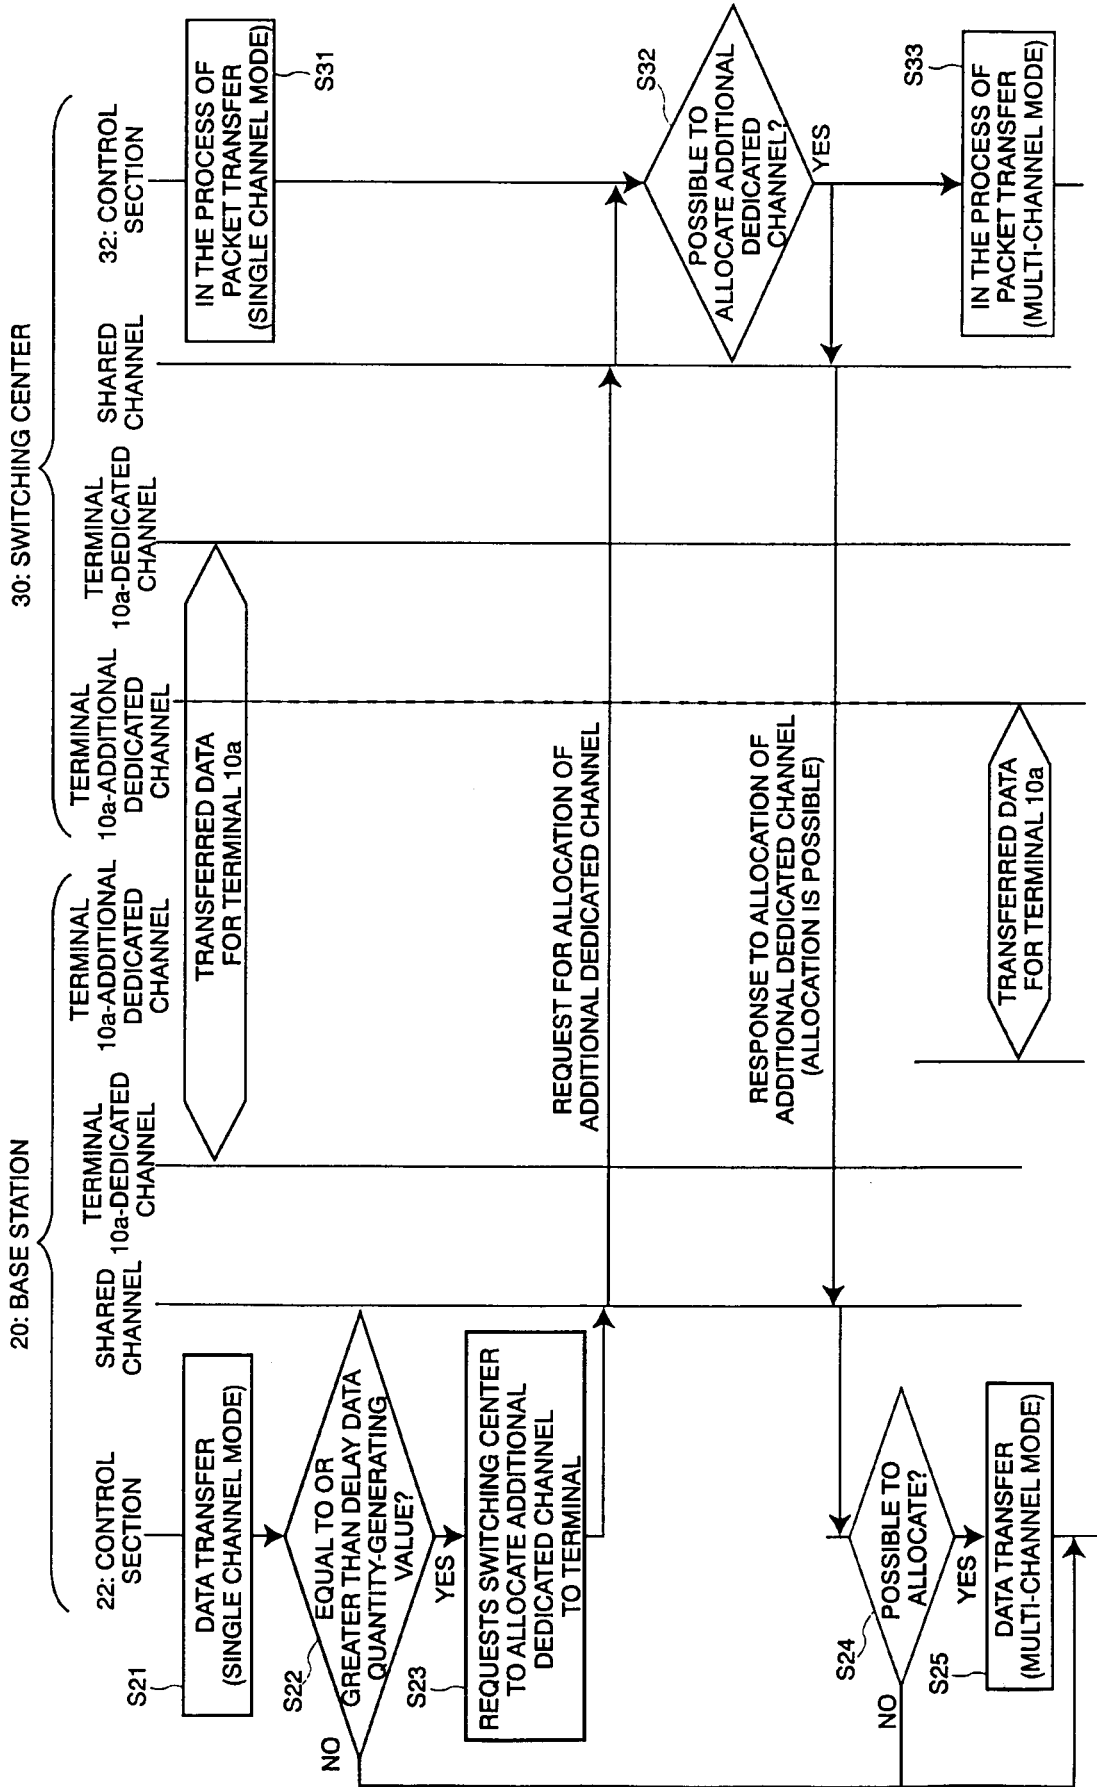 20: BASE STATION
30: SWITCHING CENTER
22: CONTROL
SECTION
SHARED
CHANNEL
TERMINAL
10a-DEDICATED
CHANNEL
TERMINAL
10a-ADDITIONAL
DEDICATED
CHANNEL
TERMINAL
10a-ADDITIONAL
DEDICATED
CHANNEL
TERMINAL
10a-DEDICATED
CHANNEL
SHARED
CHANNEL
32: CONTROL
SECTION
S21
DATA TRANSFER
(SINGLE CHANNEL MODE)
TRANSFERRED DATA
FOR TERMINAL 10a
IN THE PROCESS OF
PACKET TRANSFER
(SINGLE CHANNEL MODE)
S31
S22
EQUAL TO OR
GREATER THAN DELAY DATA
QUANTITY-GENERATING
VALUE?
NO
YES
S23
REQUESTS SWITCHING CENTER
TO ALLOCATE ADDITIONAL
DEDICATED CHANNEL
TO TERMINAL
REQUEST FOR ALLOCATION OF
ADDITIONAL DEDICATED CHANNEL
S32
POSSIBLE TO
ALLOCATE ADDITIONAL
DEDICATED
CHANNEL?
YES
RESPONSE TO ALLOCATION OF
ADDITIONAL DEDICATED CHANNEL
(ALLOCATION IS POSSIBLE)
S24
POSSIBLE TO
ALLOCATE?
NO
YES
S25
DATA TRANSFER
(MULTI-CHANNEL MODE)
TRANSFERRED DATA
FOR TERMINAL 10a
S33
IN THE PROCESS OF
PACKET TRANSFER
(MULTI-CHANNEL MODE)